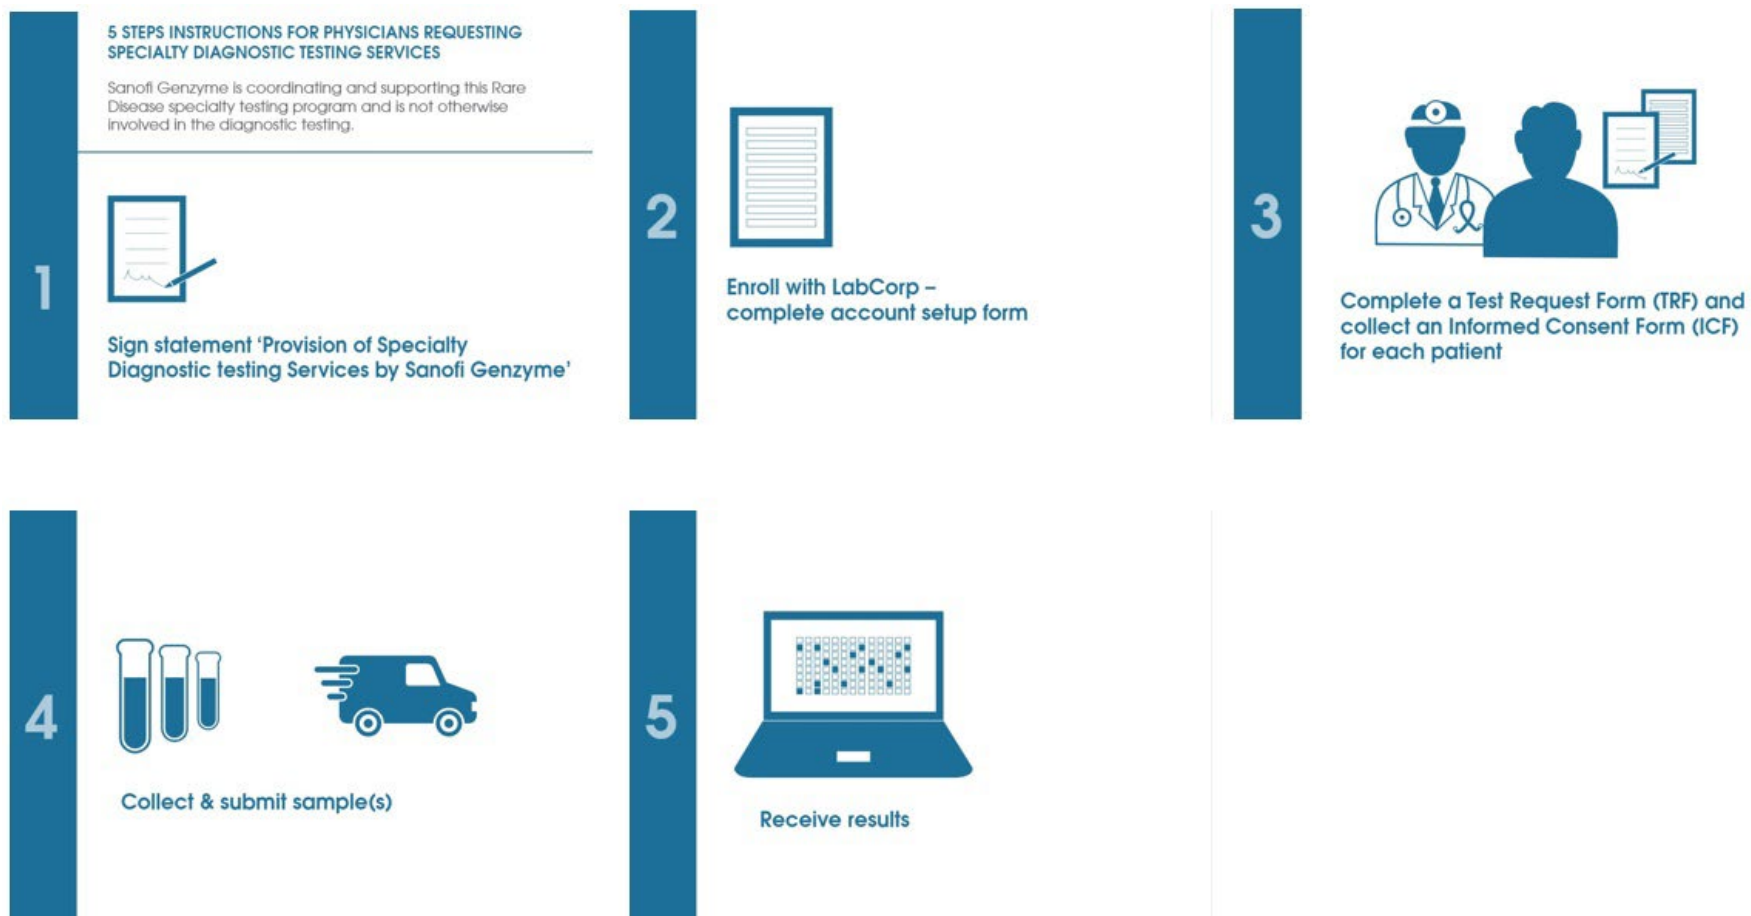 5 STEPS INSTRUCTIONS FOR PHYSICIANS REQUESTING
SPECIALTY DIAGNOSTIC TESTING SERVICES
Sanofi Genzyme is coordinating and supporting this Rare
Disease specialty testing program and is not otherwise
involved in the diagnostic testing.
1
Sign statement ‘Provision of Specialty
Diagnostic testing Services by Sanofi Genzyme’
2
Enroll with LabCorp –
complete account setup form
3
Complete a Test Request Form (TRF) and
collect an Informed Consent Form (ICF)
for each patient
4
Collect & submit sample(s)
5
Receive results